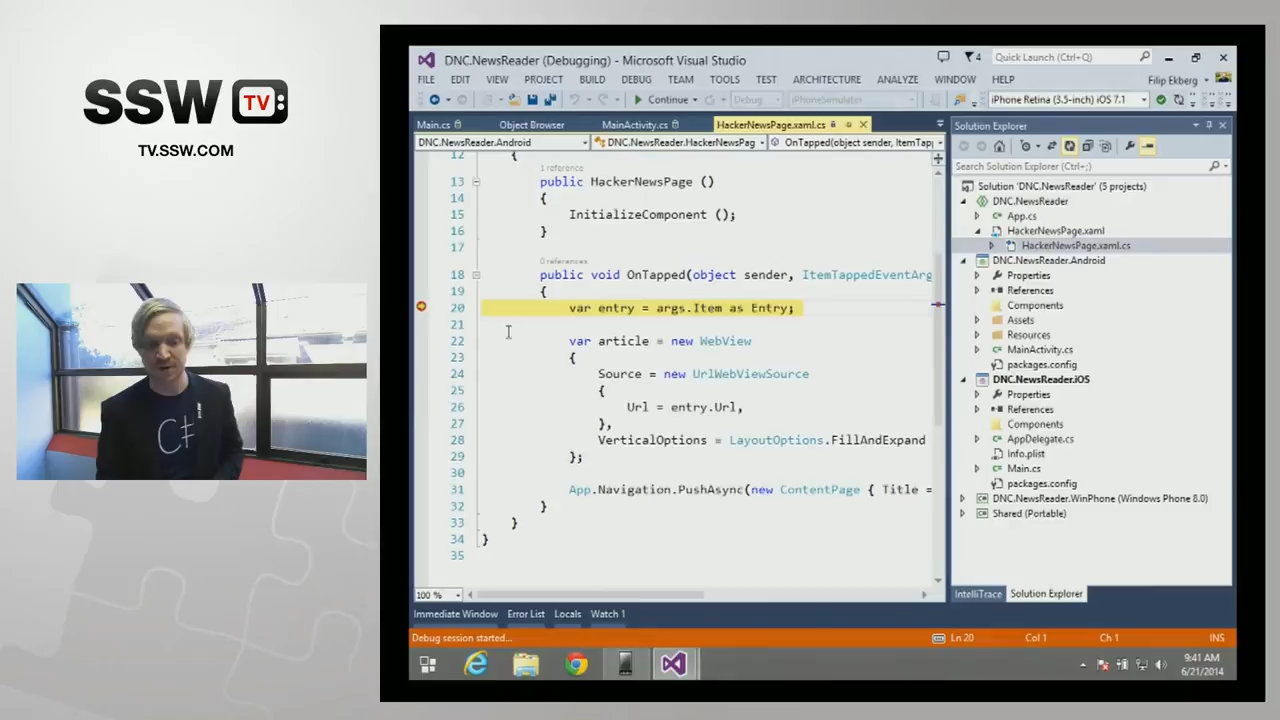 SSW TV
TV.SSW.COM
C#
DNC.NewsReader (Debugging) - Microsoft Visual Studio
Quick Launch (Ctrl+Q)
FILE EDIT VIEW PROJECT BUILD DEBUG TEAM TOOLS TEST ARCHITECTURE ANALYZE WINDOW HELP
Filip Ekberg
Continue
Debug
iPhoneSimulator
iPhone Retina (3.5-inch) iOS 7.1
Main.cs
Object Browser
MainActivity.cs
HackerNewsPage.xaml.cs
DNC.NewsReader.Android
DNC.NewsReader.HackerNewsPag
OnTapped(object sender, ItemTapp
12 {
1 reference
13 public HackerNewsPage ()
14 {
15 InitializeComponent ();
16 }
17
0 references
18 public void OnTapped(object sender, ItemTappedEventArg
19 {
20 var entry = args.Item as Entry;
21
22 var article = new WebView
23 {
24 Source = new UrlWebViewSource
25 {
26 Url = entry.Url,
27 },
28 VerticalOptions = LayoutOptions.FillAndExpand
29 };
30
31 App.Navigation.PushAsync(new ContentPage { Title =
32 }
33 }
34 }
35
100 %
Immediate Window Error List Locals Watch 1
Debug session started...
Ln 20 Col 1 Ch 1 INS
Solution Explorer
Search Solution Explorer (Ctrl+;)
Solution 'DNC.NewsReader' (5 projects)
DNC.NewsReader
App.cs
HackerNewsPage.xaml
HackerNewsPage.xaml.cs
DNC.NewsReader.Android
Properties
References
Components
Assets
Resources
MainActivity.cs
packages.config
DNC.NewsReader.iOS
Properties
References
Components
AppDelegate.cs
Info.plist
Main.cs
packages.config
DNC.NewsReader.WinPhone (Windows Phone 8.0)
Shared (Portable)
IntelliTrace Solution Explorer
9:41 AM
6/21/2014